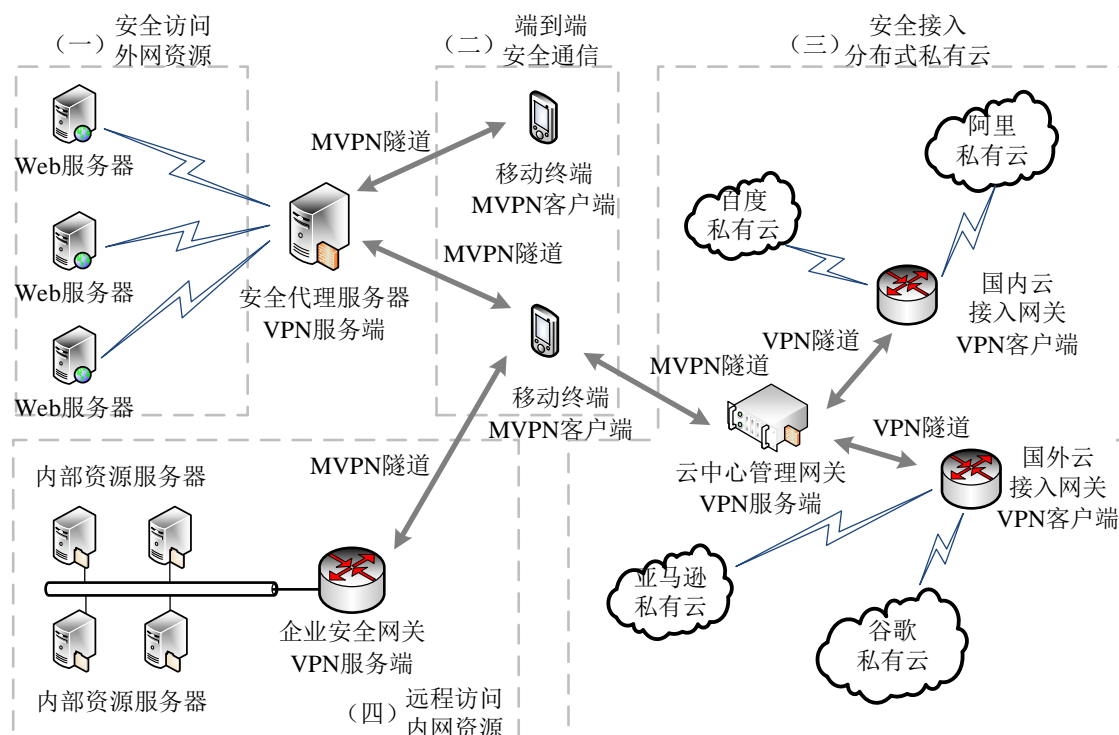 （一）
安全访问
外网资源
Web服务器
Web服务器
Web服务器
安全代理服务器
VPN服务端
（二）
端到端
安全通信
MVPN隧道
移动终端
MVPN客户端
MVPN隧道
移动终端
MVPN客户端
（三）
安全接入
分布式私有云
阿里
私有云
百度
私有云
国内云
接入网关
VPN客户端
VPN隧道
MVPN隧道
云中心管理网关
VPN服务端
VPN隧道
国外云
接入网关
VPN客户端
亚马逊
私有云
谷歌
私有云
MVPN隧道
内部资源服务器
内部资源服务器
企业安全网关
VPN服务端
（四）
远程访问
内网资源